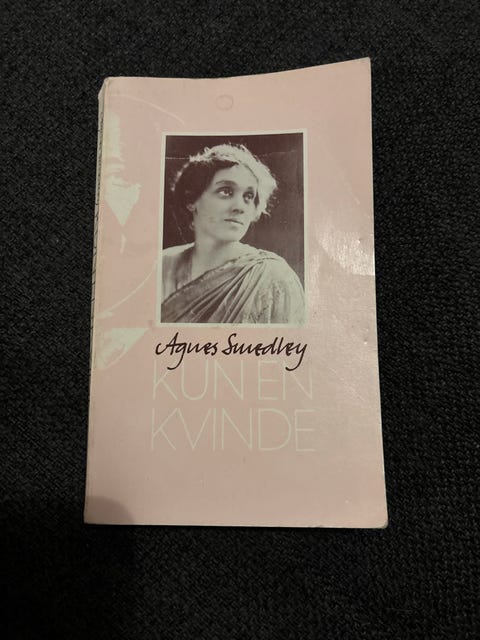 Agnes Smedley
KUN EN
KVINDE